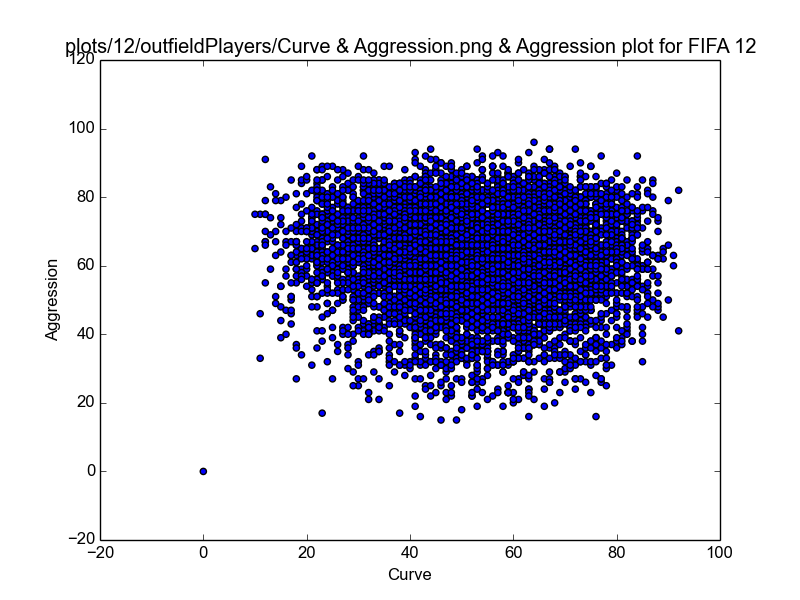 plots/12/outfieldPlayers/Curve & Aggression.png & Aggression plot for FIFA 12
120
100
80
60
40
20
0
−20
Aggression
−20 0 20 40 60 80 100
Curve